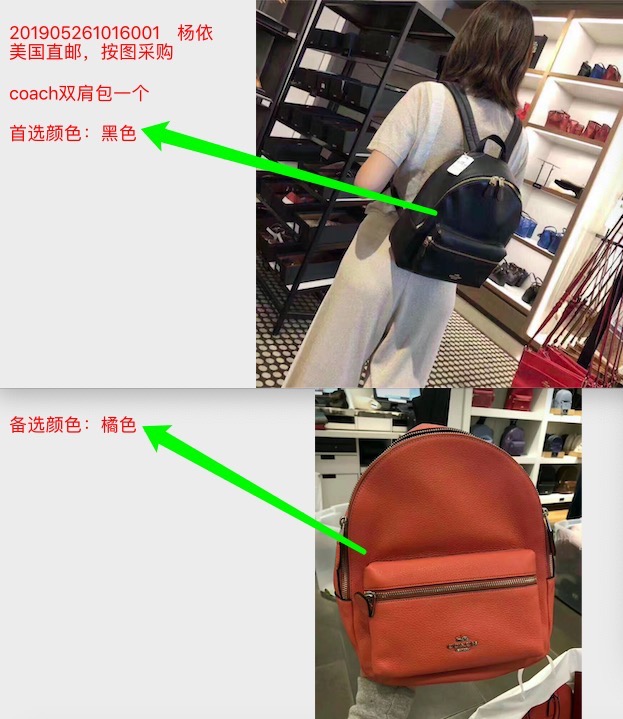 201905261016001 杨依
美国直邮，按图采购
coach双肩包一个
首选颜色：黑色
备选颜色：橘色
COACH